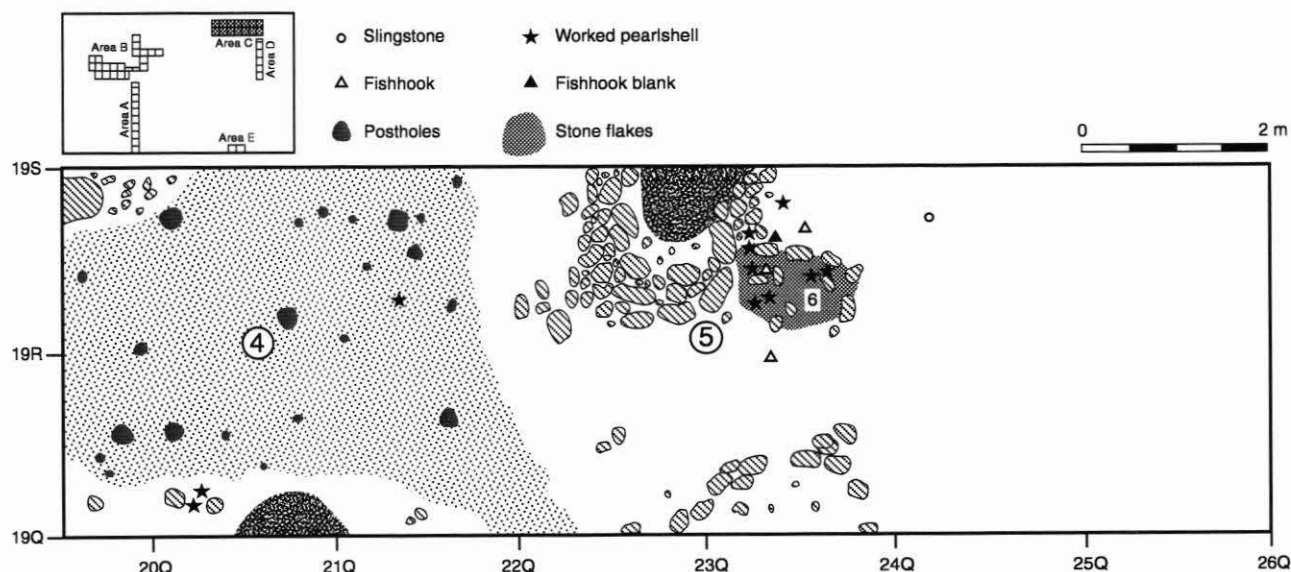 Area B
Area C
Area D
Area A
Area E
Slingstone
Worked pearlshell
Fishhook
Fishhook blank
Postholes
Stone flakes
0 2 m
19S
6
4
5
19R
19Q
20Q 21Q 22Q 23Q 24Q 25Q 26Q